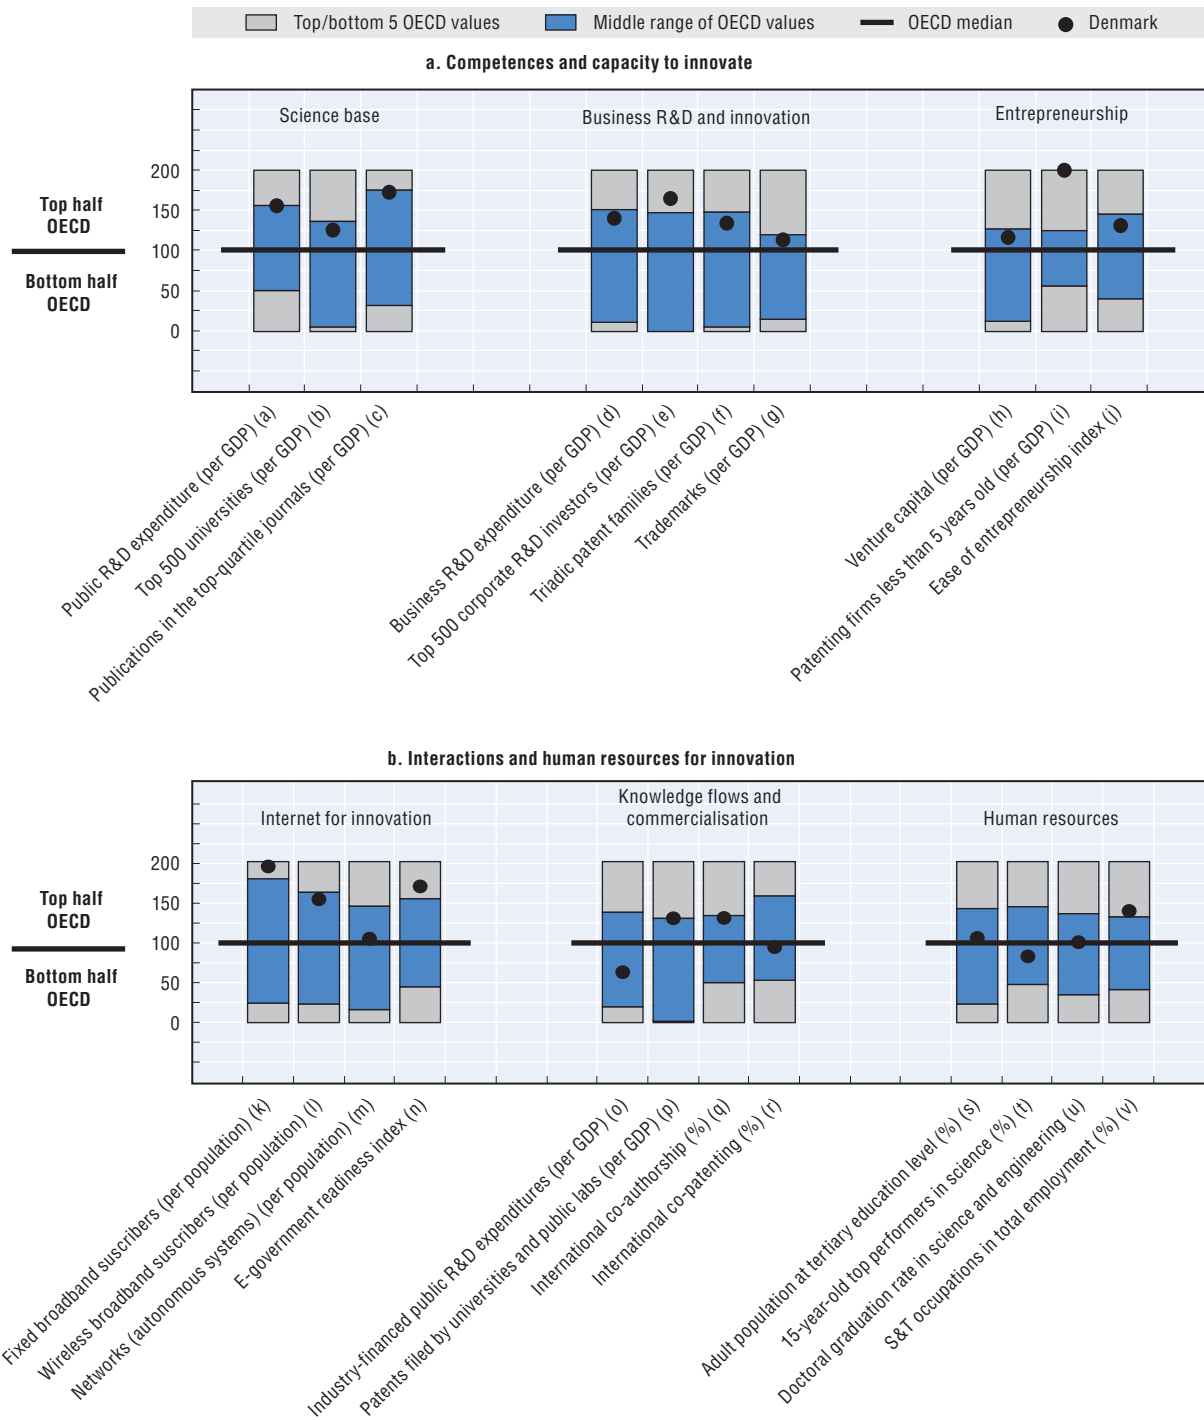 Top/bottom 5 OECD values Middle range of OECD values OECD median Denmark
a. Competences and capacity to innovate
Science base Business R&D and innovation Entrepreneurship
200
150
100
50
0
Top half
OECD
Bottom half
OECD
Public R&D expenditure (per GDP) (a)
Top 500 universities (per GDP) (b)
Publications in the top-quartile journals (per GDP) (c)
Business R&D expenditure (per GDP) (d)
Top 500 corporate R&D investors (per GDP) (e)
Triadic patent families (per GDP) (f)
Trademarks (per GDP) (g)
Venture capital (per GDP) (h)
Patenting firms less than 5 years old (per GDP) (i)
Ease of entrepreneurship index (j)
b. Interactions and human resources for innovation
Internet for innovation
Knowledge flows and
commercialisation
Human resources
200
150
100
50
0
Top half
OECD
Bottom half
OECD
Fixed broadband suscribers (per population) (k)
Wireless broadband suscribers (per population) (l)
Networks (autonomous systems) (per population) (m)
E-government readiness index (n)
Industry-financed public R&D expenditures (per GDP) (o)
Patents filed by universities and public labs (per GDP) (p)
International co-authorship (%) (q)
International co-patenting (%) (r)
Adult population at tertiary education level (%) (s)
15-year-old top performers in science (%) (t)
Doctoral graduation rate in science and engineering (u)
S&T occupations in total employment (%) (v)